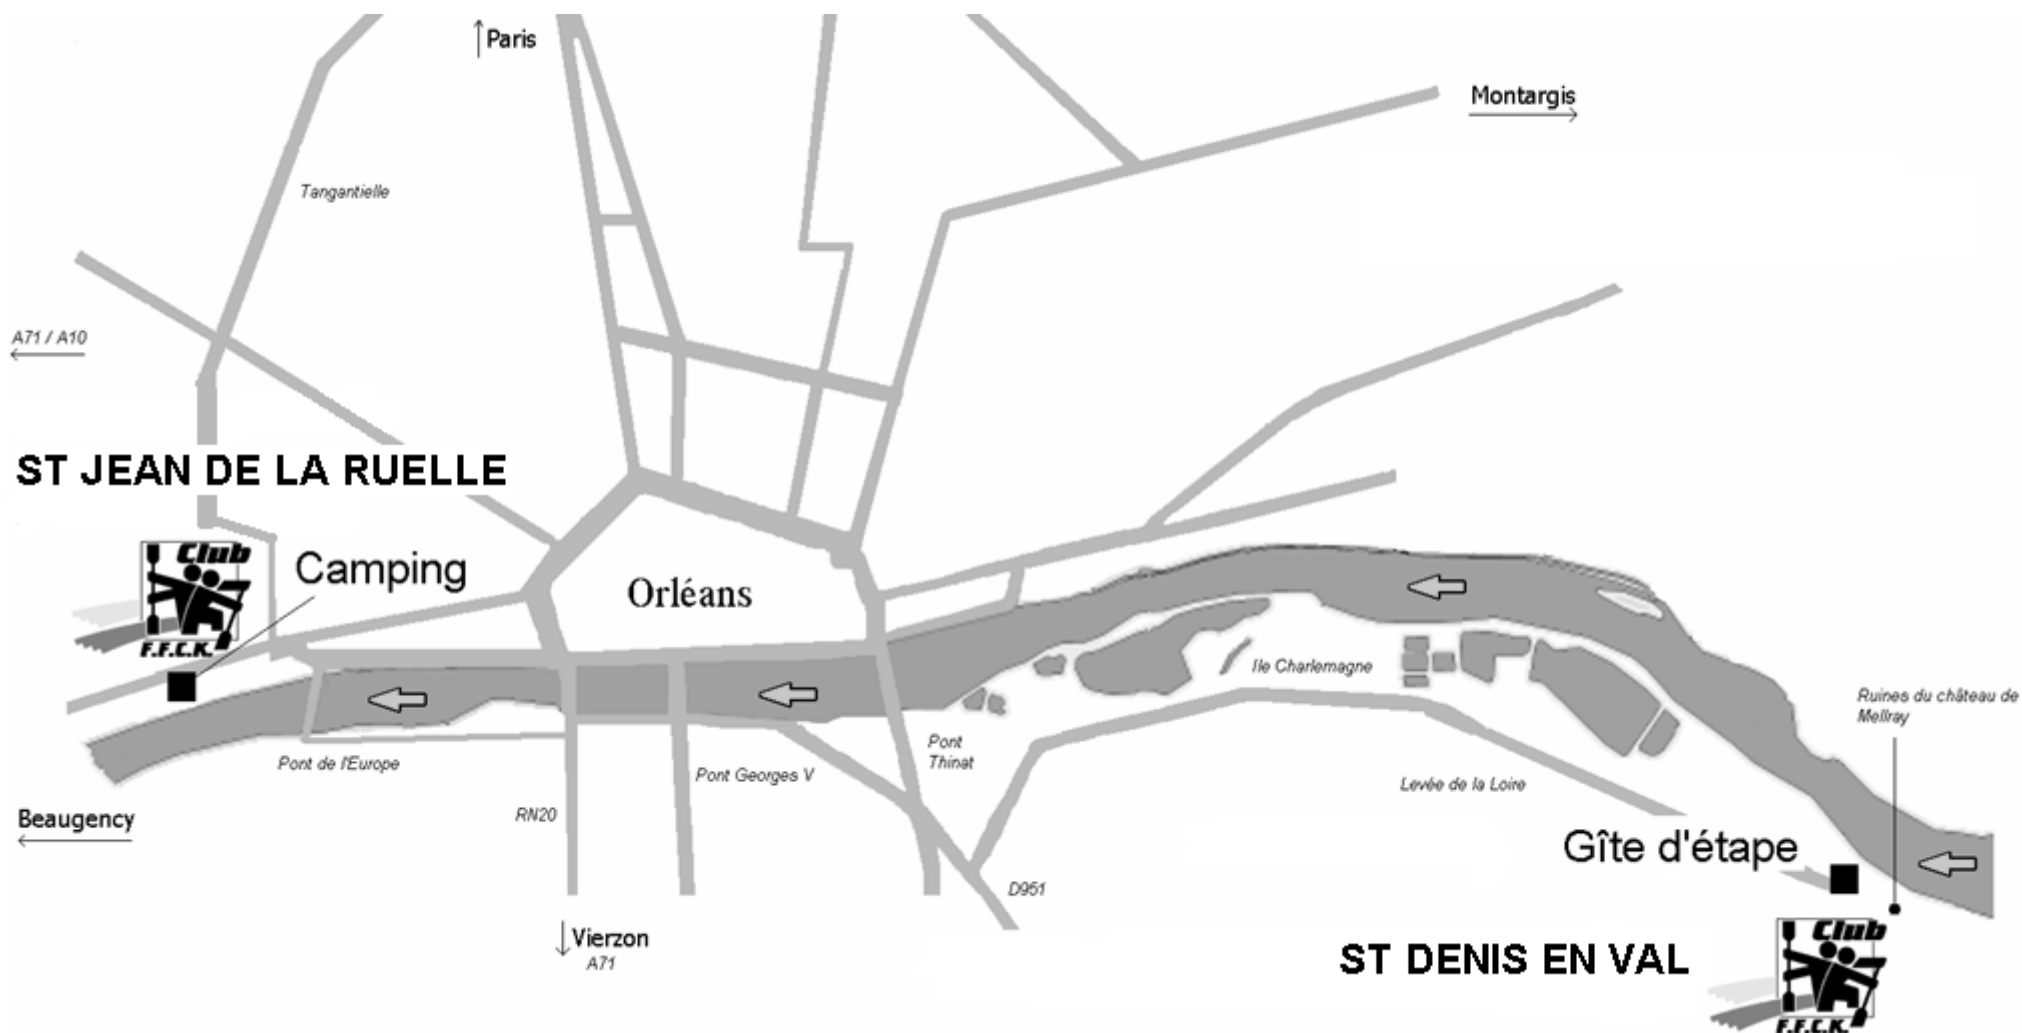 Paris
Montargis
Tangantielle
A71 / A10
ST JEAN DE LA RUELLE
Club
F.F.C.K.
Camping
Orléans
Ile Charlemagne
Ruines du château de
Mellray
Pont
Thinat
Pont de l'Europe
Pont Georges V
Levée de la Loire
RN20
Beaugency
Gîte d'étape
D951
Vierzon
A71
ST DENIS EN VAL
Club
F.F.C.K.